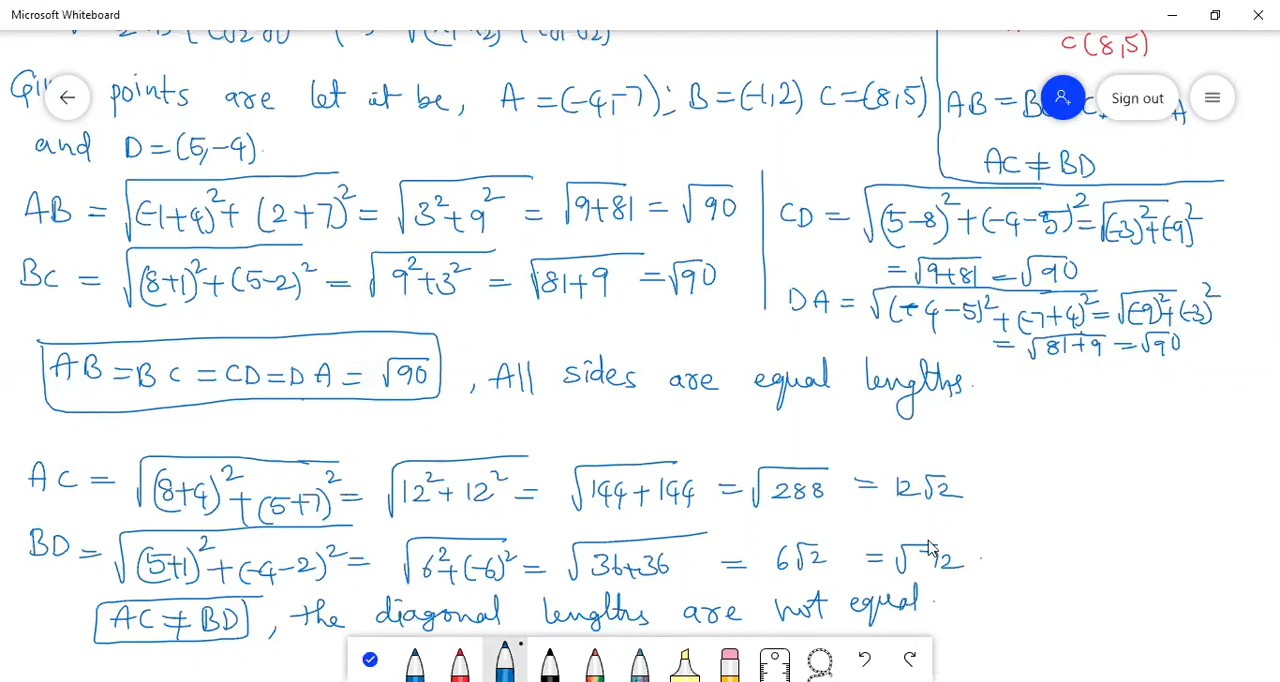 Microsoft Whiteboard
C(8,5)
points are let it be, A = (-4,-7); B = (-1,2) C = (8,5)
and D = (5,-4).
AB =
Sign out
AC ≠ BD
AB = √(-1+4)² + (2+7)² = √3² + 9² = √9+81 = √90
BC = √(8+1)² + (5-2)² = √9² + 3² = √81+9 = √90
CD = √(5-8)² + (-4-5)² = √(-3)² + (-9)²
= √9+81 = √90
DA = √(-4-5)² + (-7+4)² = √(-9)² + (-3)²
= √81+9 = √90
AB = BC = CD = DA = √90 , All sides are equal lengths.
AC = √(8+4)² + (5+7)² = √12² + 12² = √144+144 = √288 = 12√2
BD = √(5+1)² + (-4-2)² = √6² + (-6)² = √36+36 = 6√2 = √72 .
AC ≠ BD , the diagonal lengths are not equal.